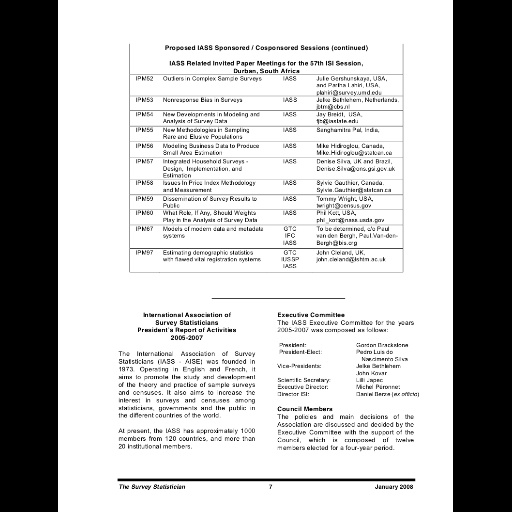 Proposed IASS Sponsored / Cosponsored Sessions (continued)
IASS Related Invited Paper Meetings for the 57th ISI Session,
Durban, South Africa
IPM52 Outliers in Complex Sample Surveys IASS Julie Gershunskaya, USA,
and Partha Lahiri, USA,
plahiri@survey.umd.edu
IPM53 Nonresponse Bias in Surveys IASS Jelke Bethlehem, Netherlands,
jbtm@cbs.nl
IPM54 New Developments in Modeling and IASS Jay Breidt, USA,
Analysis of Survey Data fjb@iastate.edu
IPM55 New Methodologies in Sampling IASS Sanghamitra Pal, India,
Rare and Elusive Populations
IPM56 Modeling Business Data to Produce IASS Mike Hidiroglou, Canada,
Small Area Estimation Mike.Hidiroglou@statcan.ca
IPM57 Integrated Household Surveys - IASS Denise Silva, UK and Brazil,
Design, Implementation, and Denise.Silva@ons.gsi.gov.uk
Estimation
IPM58 Issues in Price Index Methodology IASS Sylvie Gauthier, Canada,
and Measurement Sylvie.Gauthier@statcan.ca
IPM59 Dissemination of Survey Results to IASS Tommy Wright, USA,
Public twright@census.gov
IPM60 What Role, If Any, Should Weights IASS Phil Kott, USA,
Play in the Analysis of Survey Data phil_kott@nass.usda.gov
IPM67 Models of modern data and metadata GTC To be determined, c/o Paul
systems IFC van den Bergh, Paul.Van-den-
IASS Bergh@bis.org
IPM97 Estimating demographic statistics GTC John Cleland, UK,
with flawed vital registration systems IUSSP john.cleland@lshtm.ac.uk
IASS
International Association of
Survey Statisticians
President's Report of Activities
2005-2007
The International Association of Survey
Statisticians (IASS - AISE) was founded in
1973. Operating in English and French, it
aims to promote the study and development
of the theory and practice of sample surveys
and censuses. It also aims to increase the
interest in surveys and censuses among
statisticians, governments and the public in
the different countries of the world.
At present, the IASS has approximately 1000
members from 120 countries, and more than
20 institutional members.
Executive Committee
The IASS Executive Committee for the years
2005-2007 was composed as follows:
President: Gordon Brackstone
President-Elect: Pedro Luis do
Nascimento Silva
Vice-Presidents: Jelke Bethlehem
John Kovar
Scientific Secretary: Lilli Japec
Executive Director: Michel Péronnet
Director ISI: Daniel Berze (ex officio)
Council Members
The policies and main decisions of the
Association are discussed and decided by the
Executive Committee with the support of the
Council, which is composed of twelve
members elected for a four-year period.
The Survey Statistician 7 January 2008